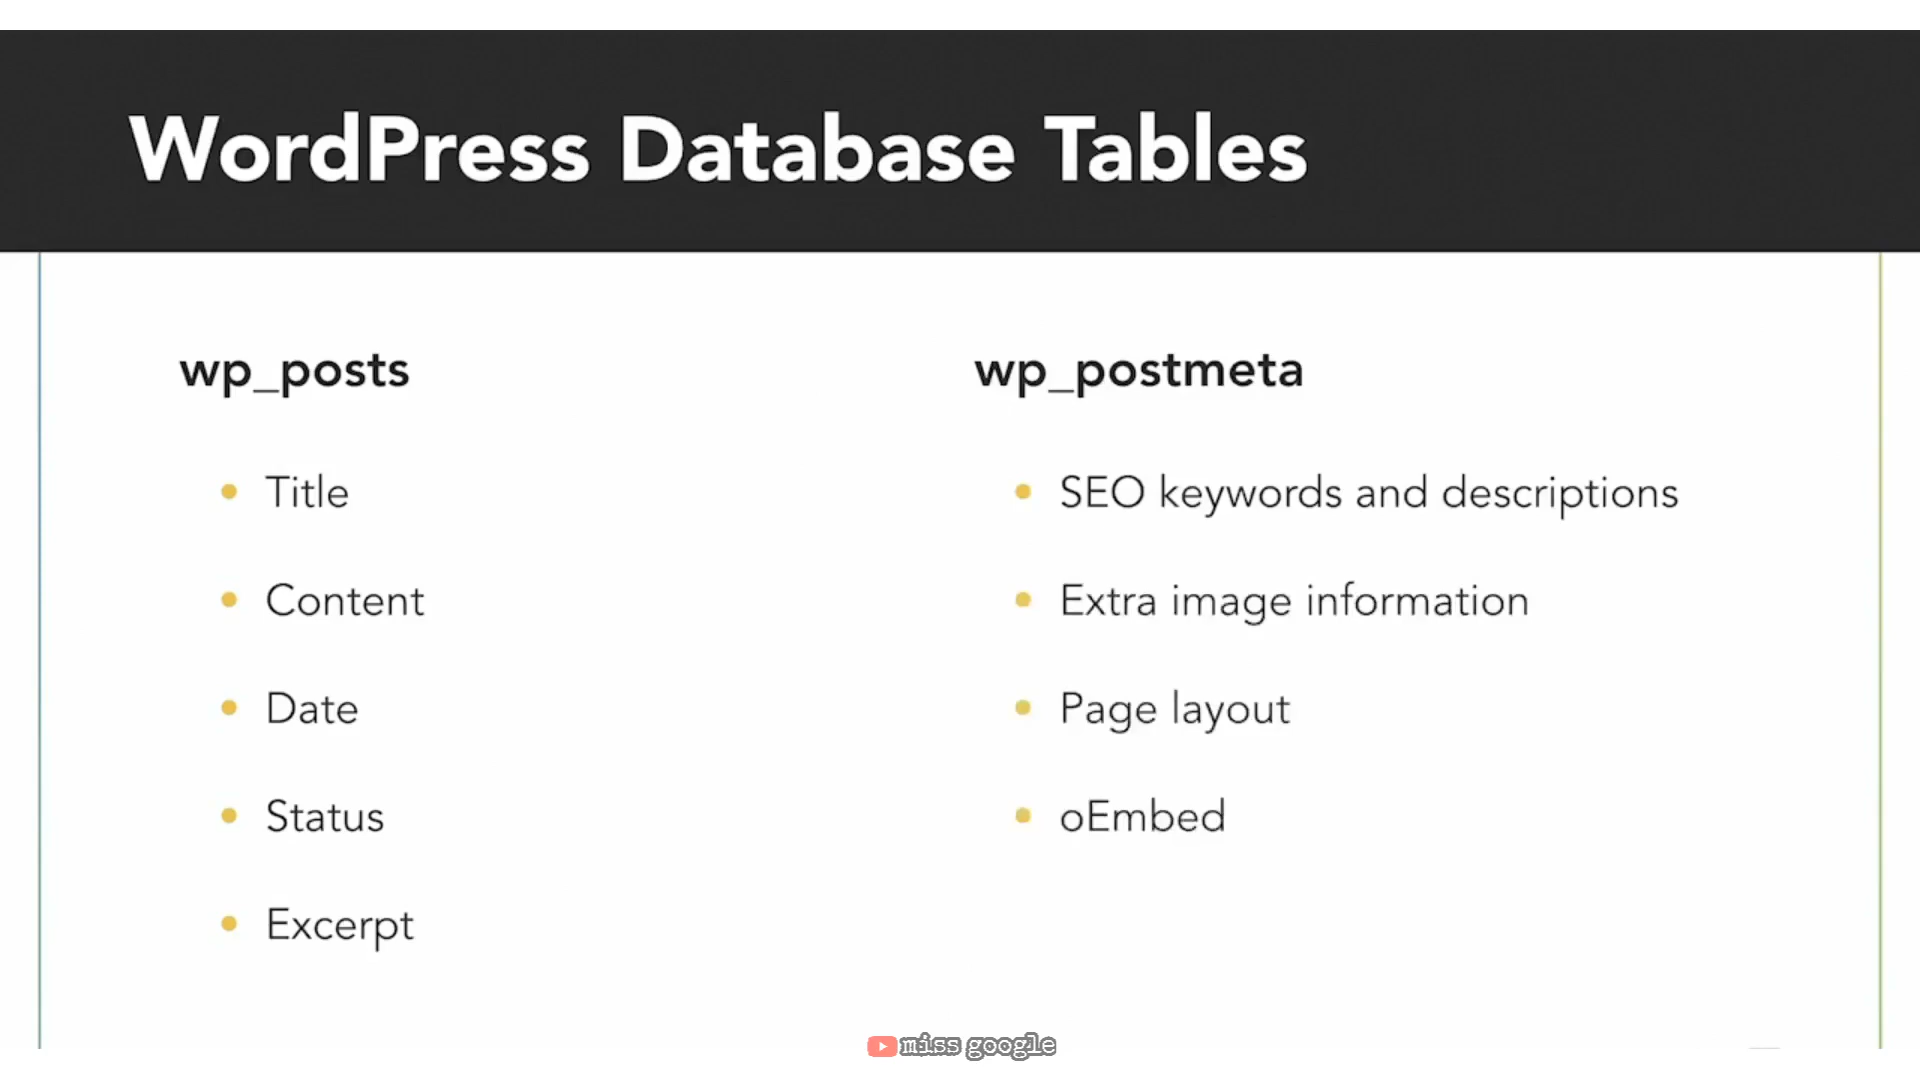 WordPress Database Tables
wp_posts
Title
Content
Date
Status
Excerpt
wp_postmeta
SEO keywords and descriptions
Extra image information
Page layout
oEmbed
miss google